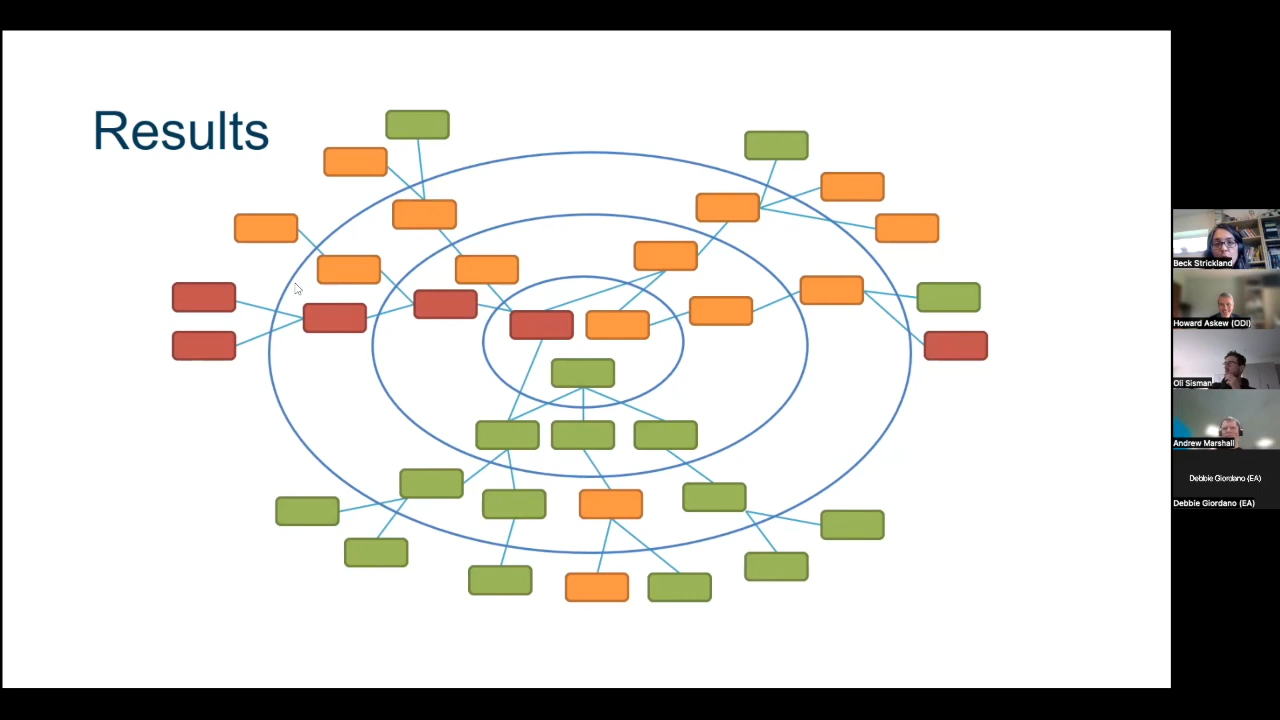 Results
Beck Strickland
Howard Askew (ODI)
Oli Sisman
Andrew Marshall
Debbie Giordano (EA)
Debbie Giordano (EA)